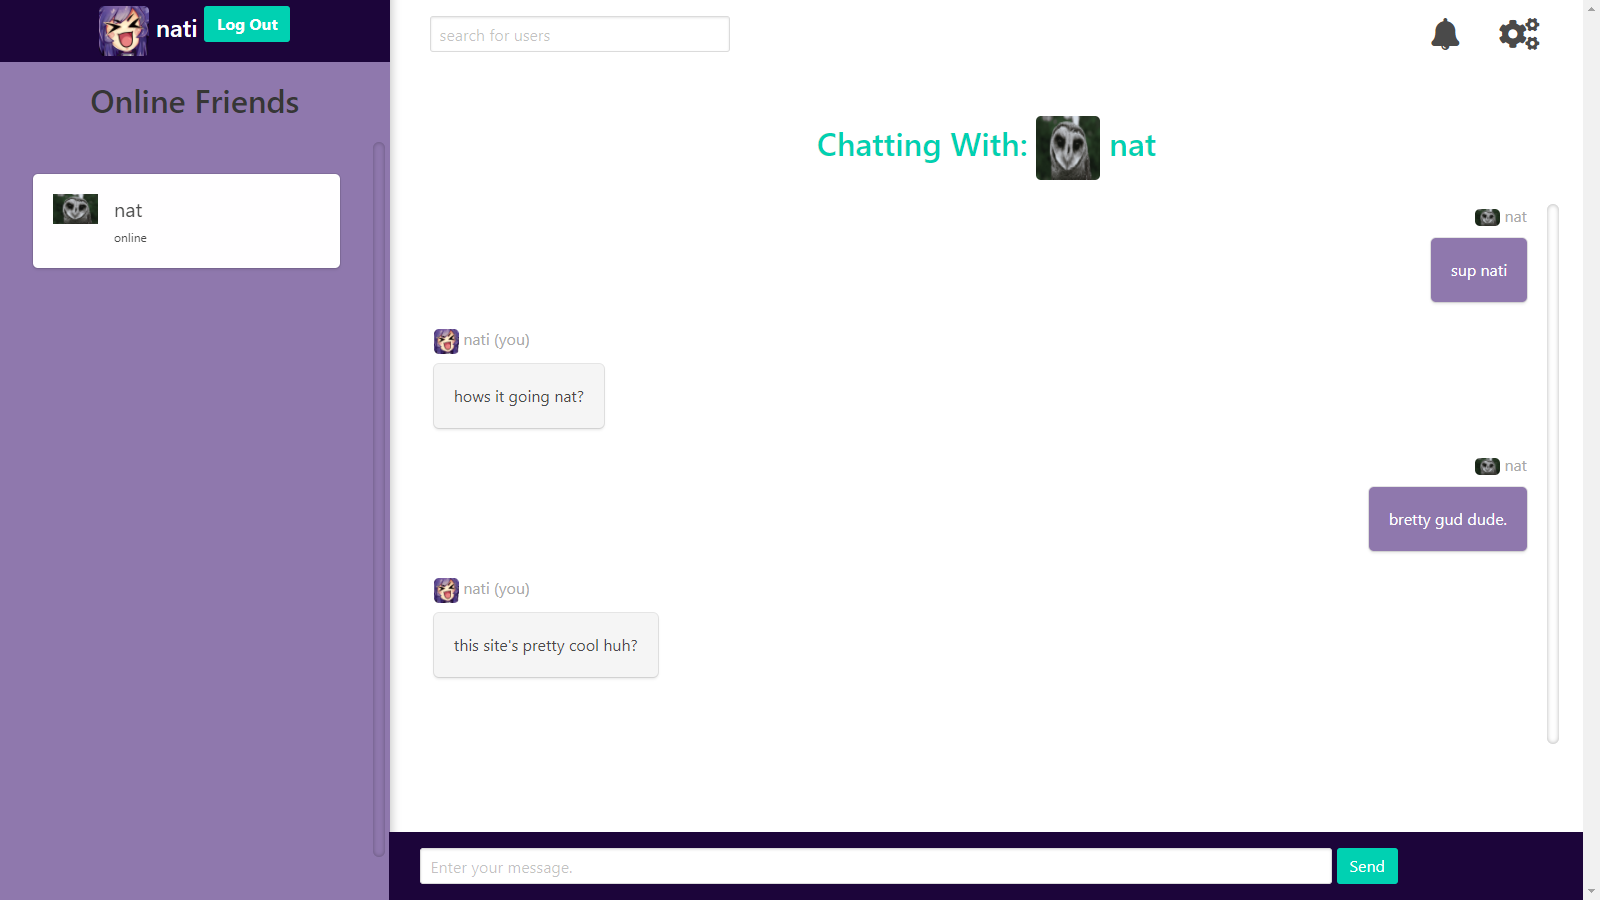 nati
Log Out
Online Friends
nat
online
search for users
Chatting With: nat
nat
sup nati
nati (you)
hows it going nat?
nat
bretty gud dude.
nati (you)
this site's pretty cool huh?
Enter your message.
Send